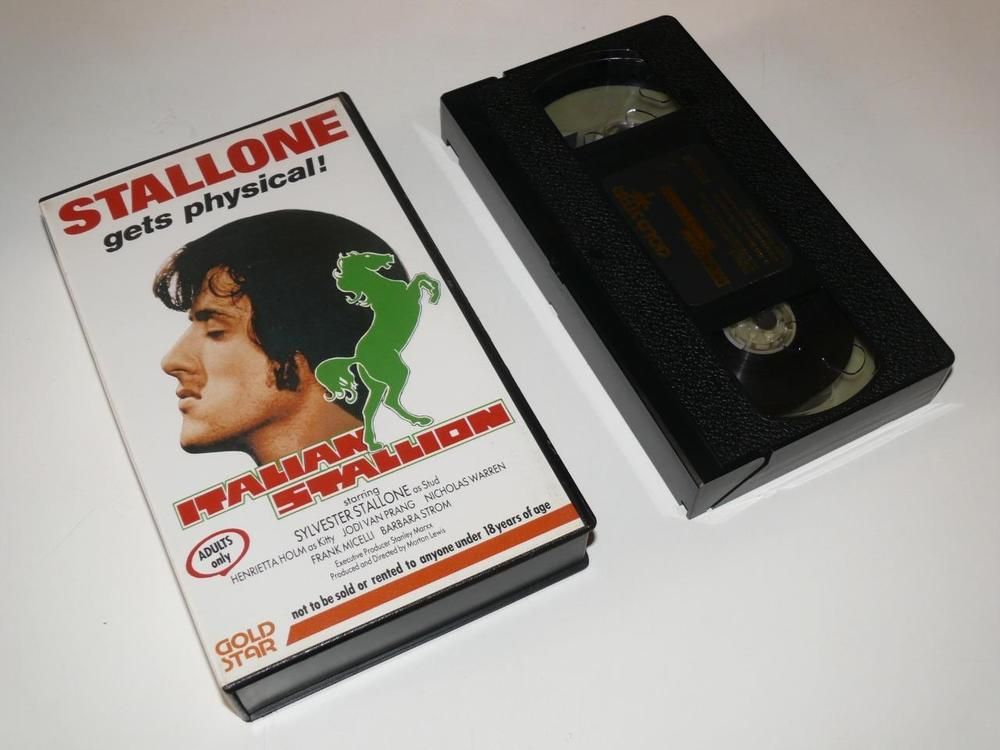 STALLONE
gets physical!
ITALIAN
STALLION
starring
SYLVESTER STALLONE as Stud
HENRIETTA HOLM as Kitty JODI VAN PRANG NICHOLAS WARREN
FRANK MICELLI BARBARA STROM
Executive Producer Stanley Marxx
Produced and Directed by Morton Lewis
ADULTS
only
not to be sold or rented to anyone under 18 years of age
GOLD
STAR